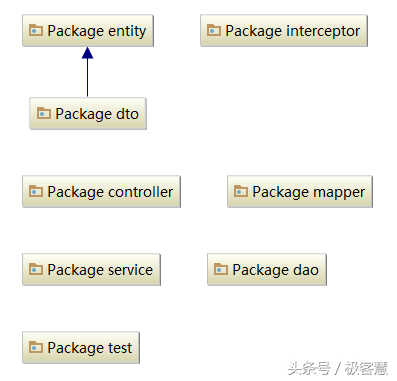 Package entity
Package interceptor
Package dto
Package controller
Package mapper
Package service
Package dao
Package test
头条号 / 极客慧